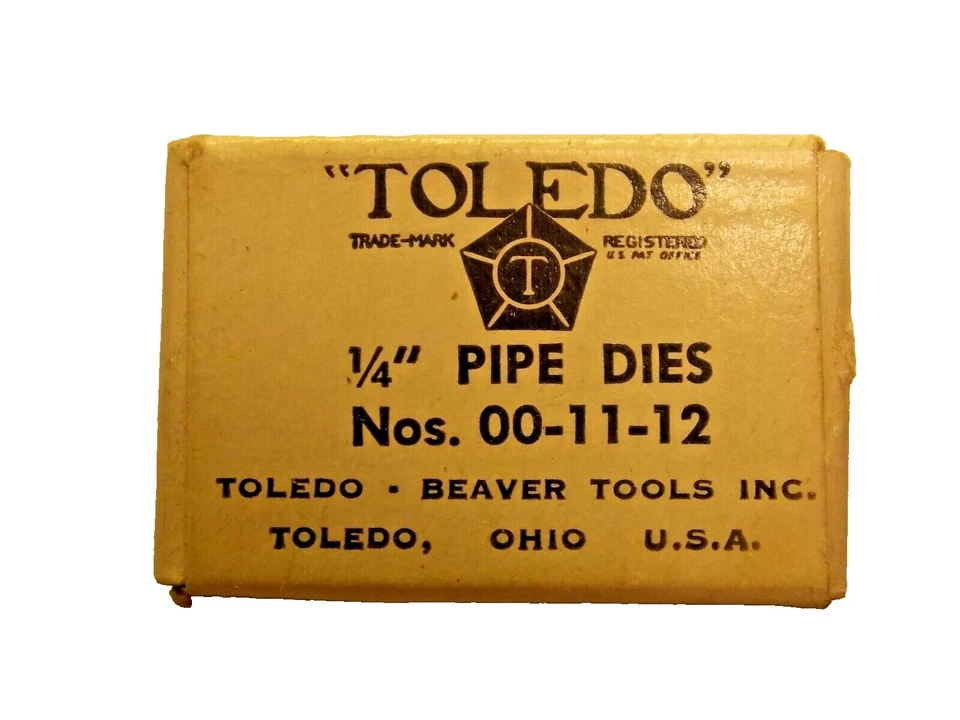 "TOLEDO"
TRADE-MARK REGISTERED
U.S. PAT OFFICE
T
1/4" PIPE DIES
Nos. 00-11-12
TOLEDO · BEAVER TOOLS INC.
TOLEDO, OHIO U.S.A.